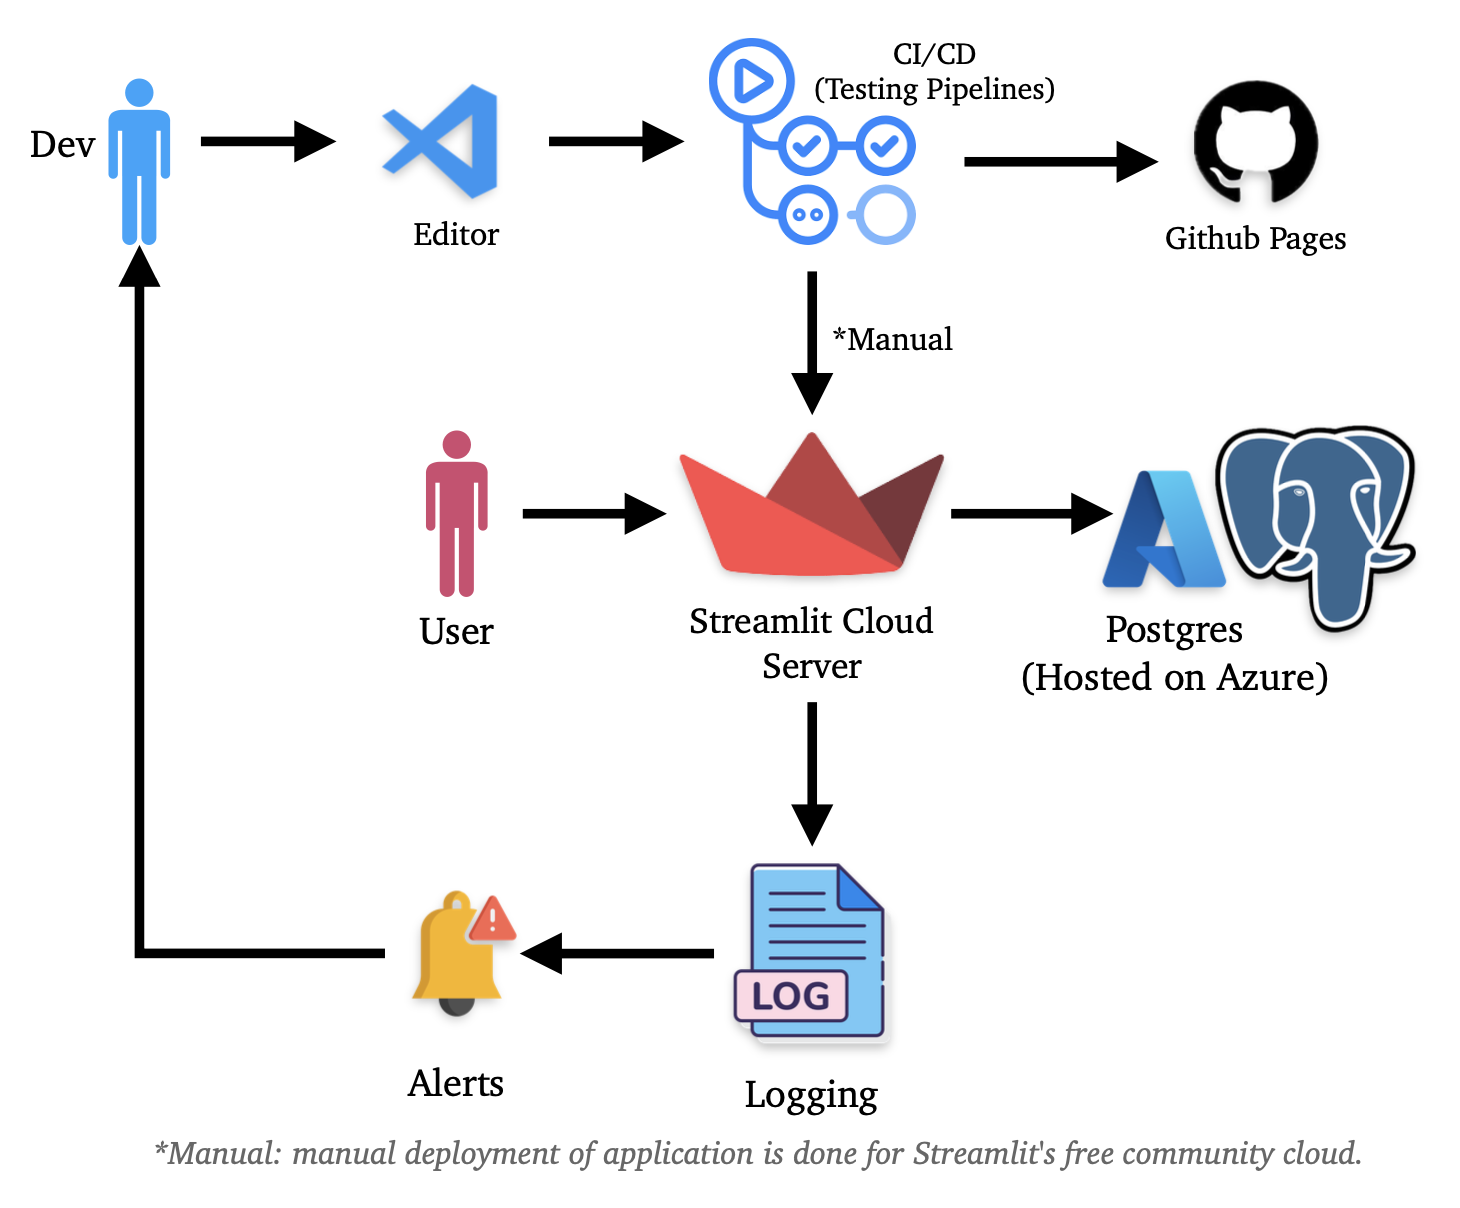 CI/CD
(Testing Pipelines)
Dev
Editor
Github Pages
*Manual
User
Streamlit Cloud
Server
Postgres
(Hosted on Azure)
LOG
Alerts
Logging
*Manual: manual deployment of application is done for Streamlit's free community cloud.